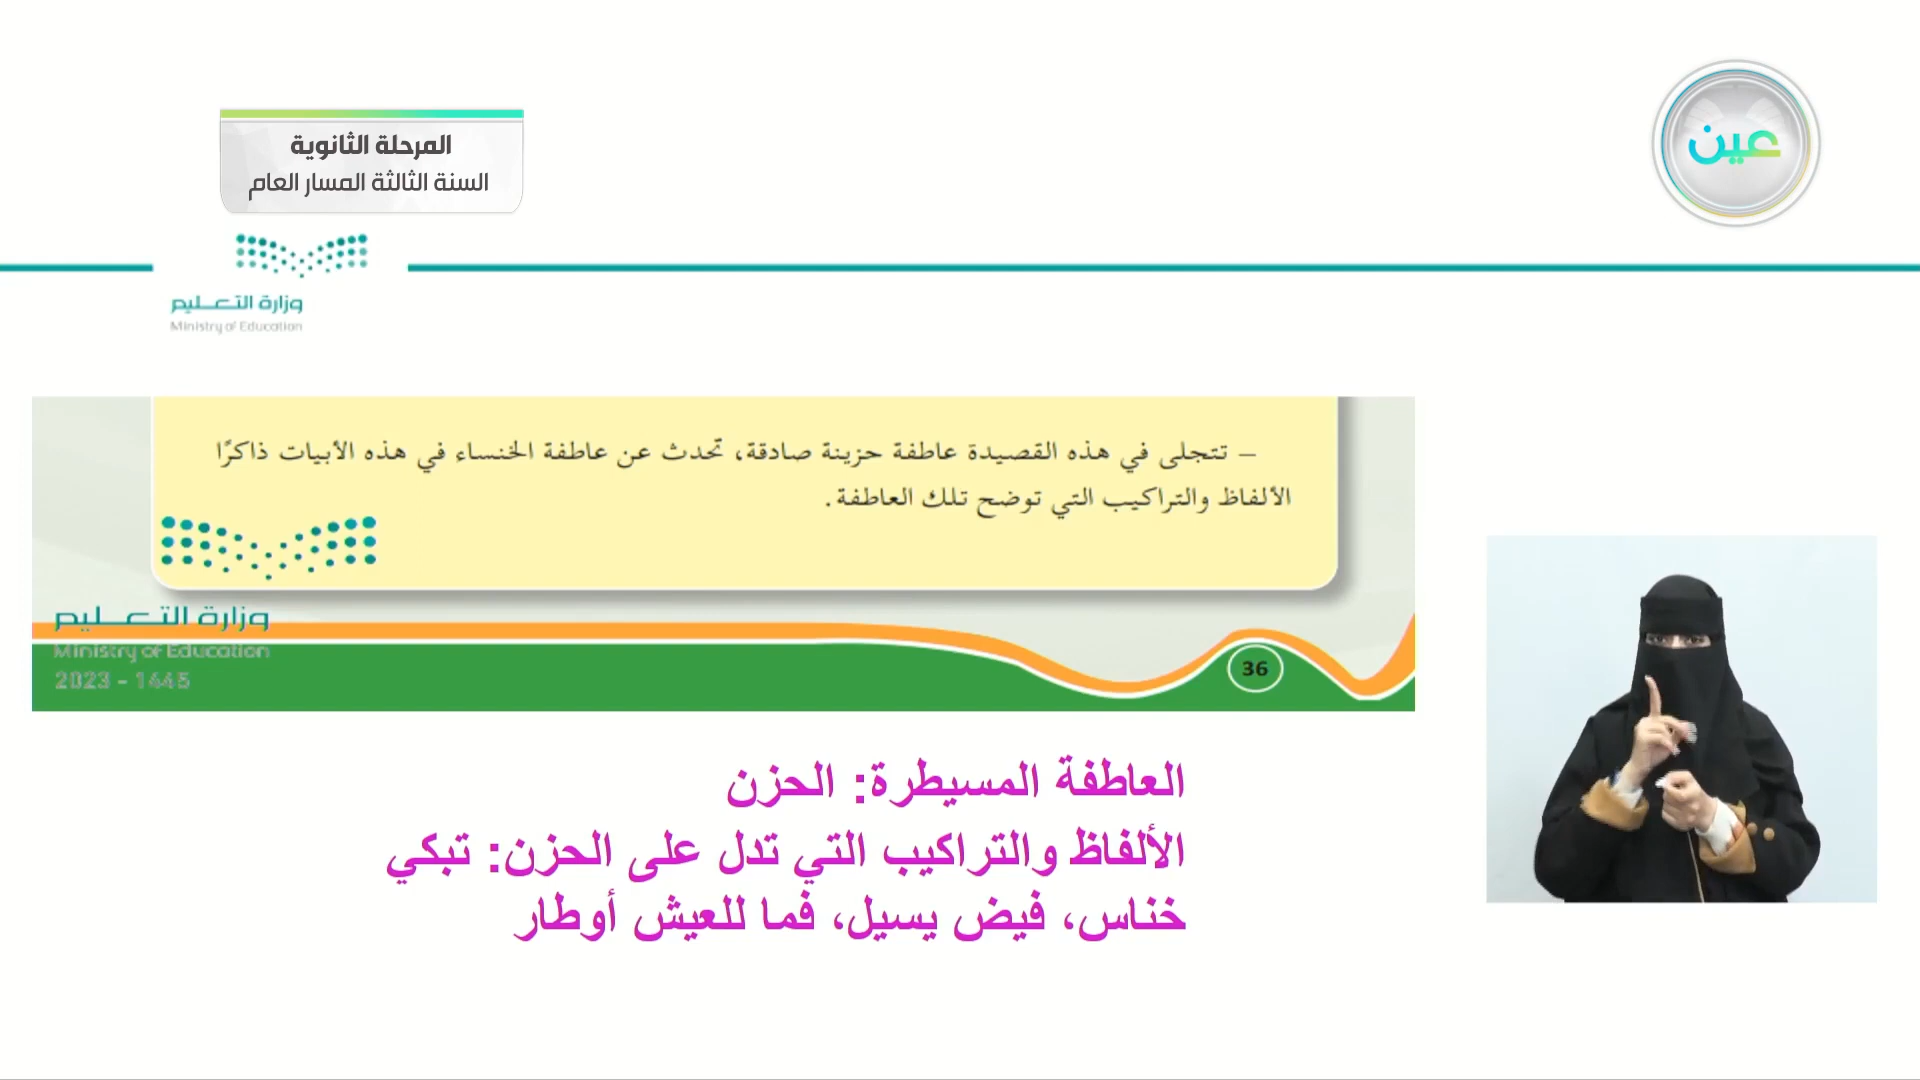 عين
المرحلة الثانوية
السنة الثالثة المسار العام
وزارة التعـــليم
Ministry of Education
– تتجلى في هذه القصيدة عاطفة حزينة صادقة، تحدث عن عاطفة الخنساء في هذه الأبيات ذاكرًا
الألفاظ والتراكيب التي توضح تلك العاطفة.
وزارة التعـــليم
Ministry of Education
2023 - 1445
36
العاطفة المسيطرة: الحزن
الألفاظ والتراكيب التي تدل على الحزن: تبكي
خناس، فيض يسيل، فما للعيش أوطار